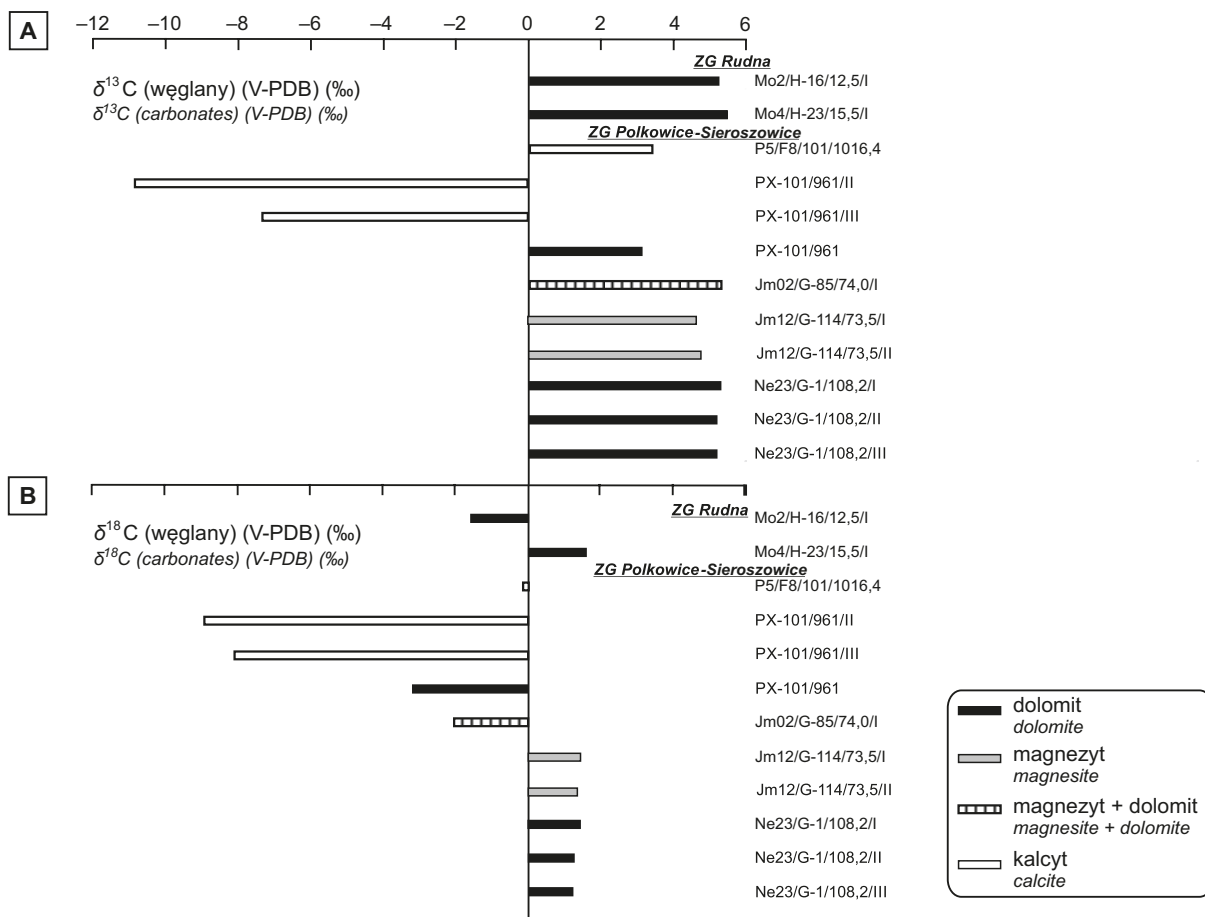 A
–12 –10 –8 –6 –4 –2 0 2 4 6
δ¹³C (węglany) (V-PDB) (‰)
δ¹³C (carbonates) (V-PDB) (‰)
ZG Rudna
Mo2/H-16/12,5/I
Mo4/H-23/15,5/I
ZG Polkowice-Sieroszowice
P5/F8/101/1016,4
PX-101/961/II
PX-101/961/III
PX-101/961
Jm02/G-85/74,0/I
Jm12/G-114/73,5/I
Jm12/G-114/73,5/II
Ne23/G-1/108,2/I
Ne23/G-1/108,2/II
Ne23/G-1/108,2/III
B
δ¹⁸C (węglany) (V-PDB) (‰)
δ¹⁸C (carbonates) (V-PDB) (‰)
ZG Rudna
Mo2/H-16/12,5/I
Mo4/H-23/15,5/I
ZG Polkowice-Sieroszowice
P5/F8/101/1016,4
PX-101/961/II
PX-101/961/III
PX-101/961
Jm02/G-85/74,0/I
Jm12/G-114/73,5/I
Jm12/G-114/73,5/II
Ne23/G-1/108,2/I
Ne23/G-1/108,2/II
Ne23/G-1/108,2/III
dolomit
dolomite
magnezyt
magnesite
magnezyt + dolomit
magnesite + dolomite
kalcyt
calcite